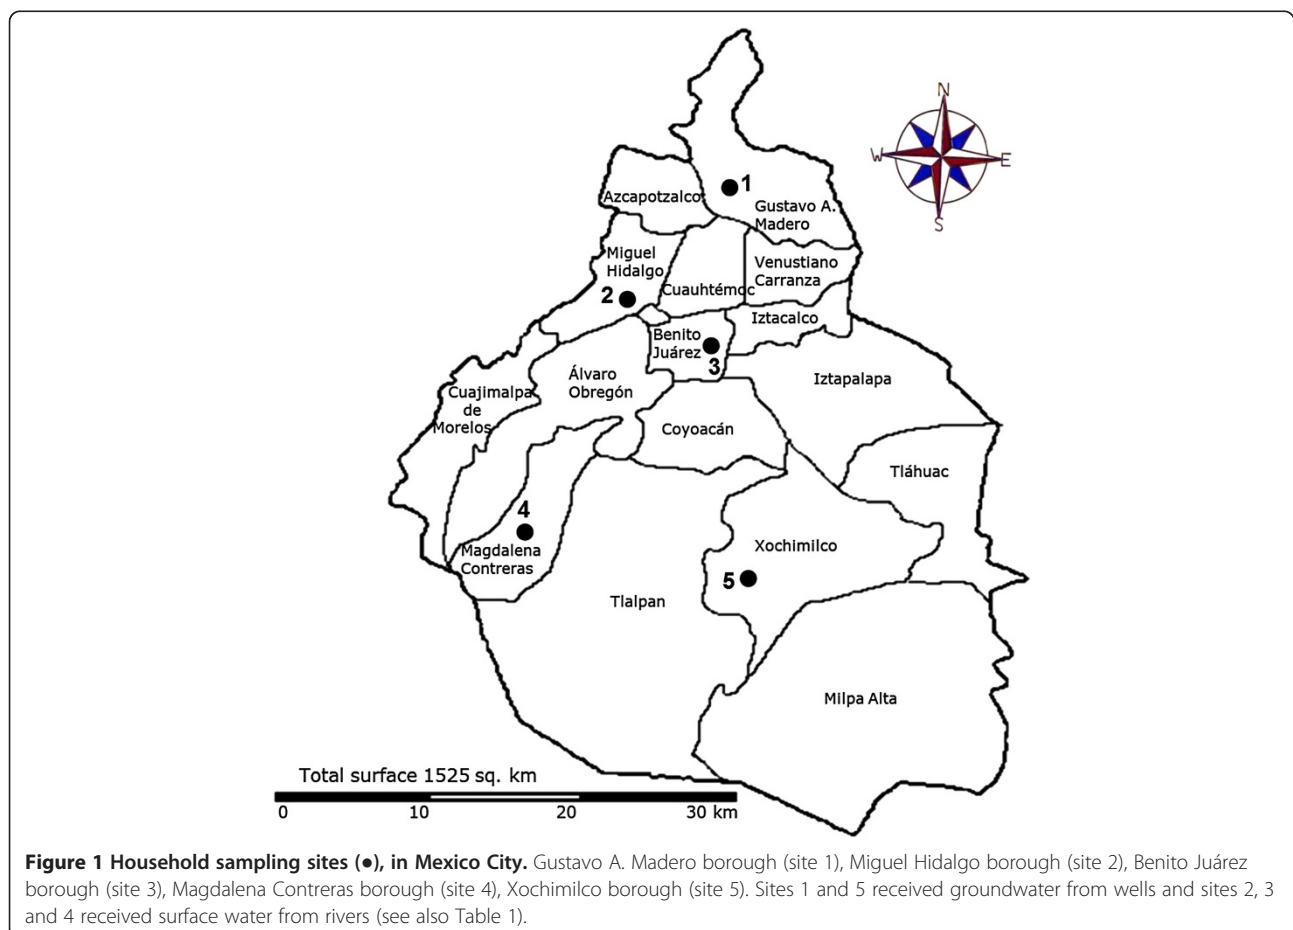 N
W
E
S
1
Azcapotzalco
Gustavo A.
Madero
Miguel
Hidalgo
Venustiano
Carranza
Cuauhtémoc
2
Iztacalco
Benito
Juárez
3
Álvaro
Obregón
Iztapalapa
Cuajimalpa
de
Morelos
Coyoacán
Tláhuac
4
Magdalena
Contreras
Xochimilco
5
Tlalpan
Milpa Alta
Total surface 1525 sq. km
0 10 20 30 km
Figure 1 Household sampling sites (●), in Mexico City. Gustavo A. Madero borough (site 1), Miguel Hidalgo borough (site 2), Benito Juárez
borough (site 3), Magdalena Contreras borough (site 4), Xochimilco borough (site 5). Sites 1 and 5 received groundwater from wells and sites 2, 3
and 4 received surface water from rivers (see also Table 1).